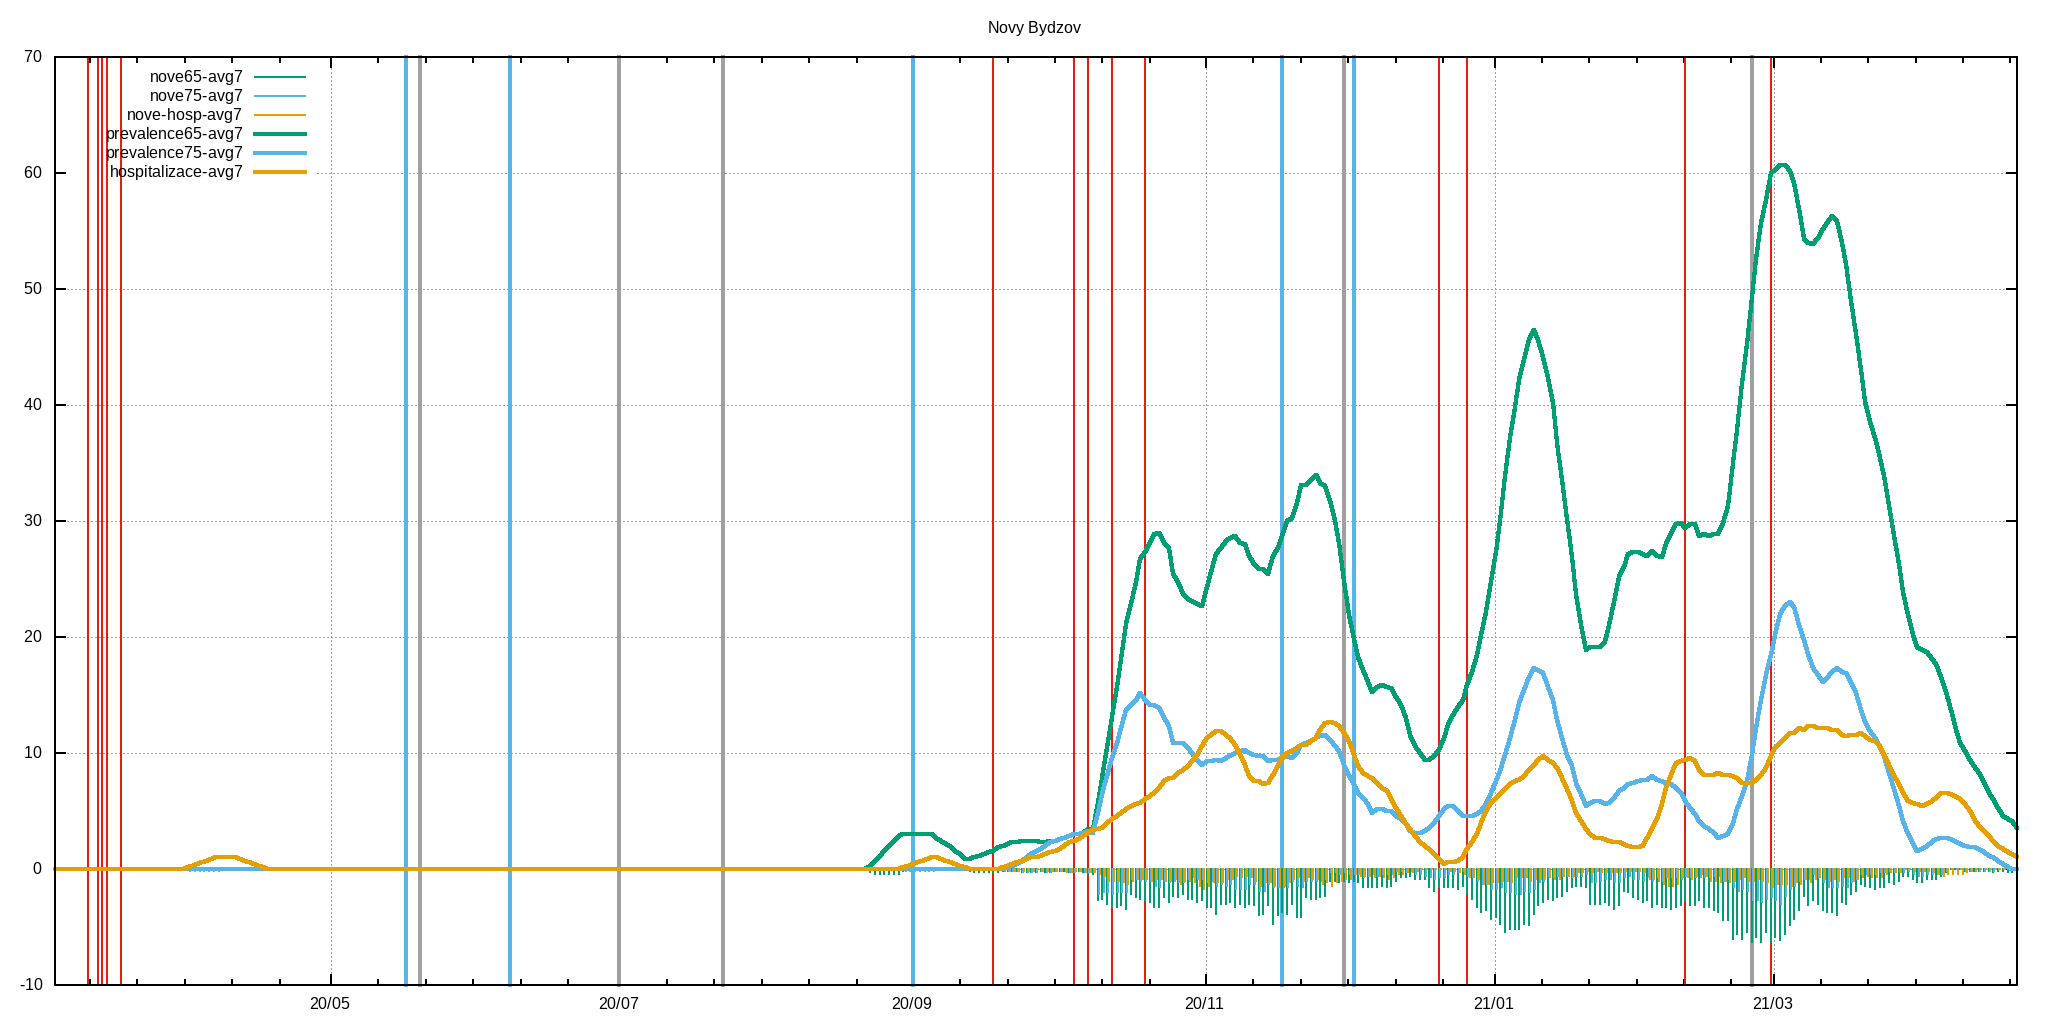 Novy Bydzov
70
60
50
40
30
20
10
0
-10
nove65-avg7
nove75-avg7
nove-hosp-avg7
prevalence65-avg7
prevalence75-avg7
hospitalizace-avg7
20/05 20/07 20/09 20/11 21/01 21/03